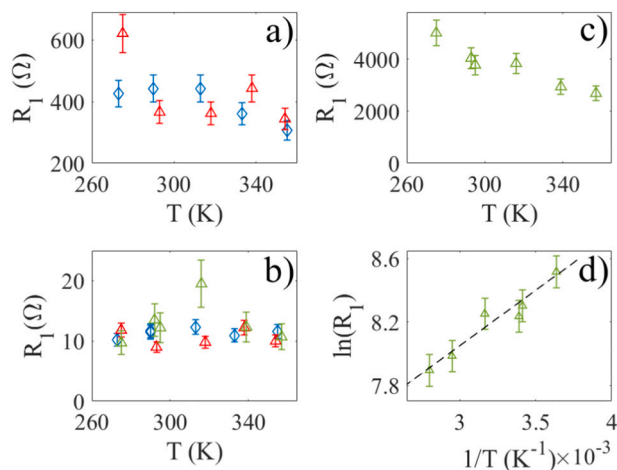 a)
R₁ (Ω)
600
400
200
260
300
340
T (K)
c)
R₁ (Ω)
4000
2000
0
260
300
340
T (K)
b)
R₁(Ω)
20
10
0
260
300
340
T (K)
d)
ln(R₁)
8.6
8.2
7.8
3
3.5
4
1/T (K⁻¹)×10⁻³